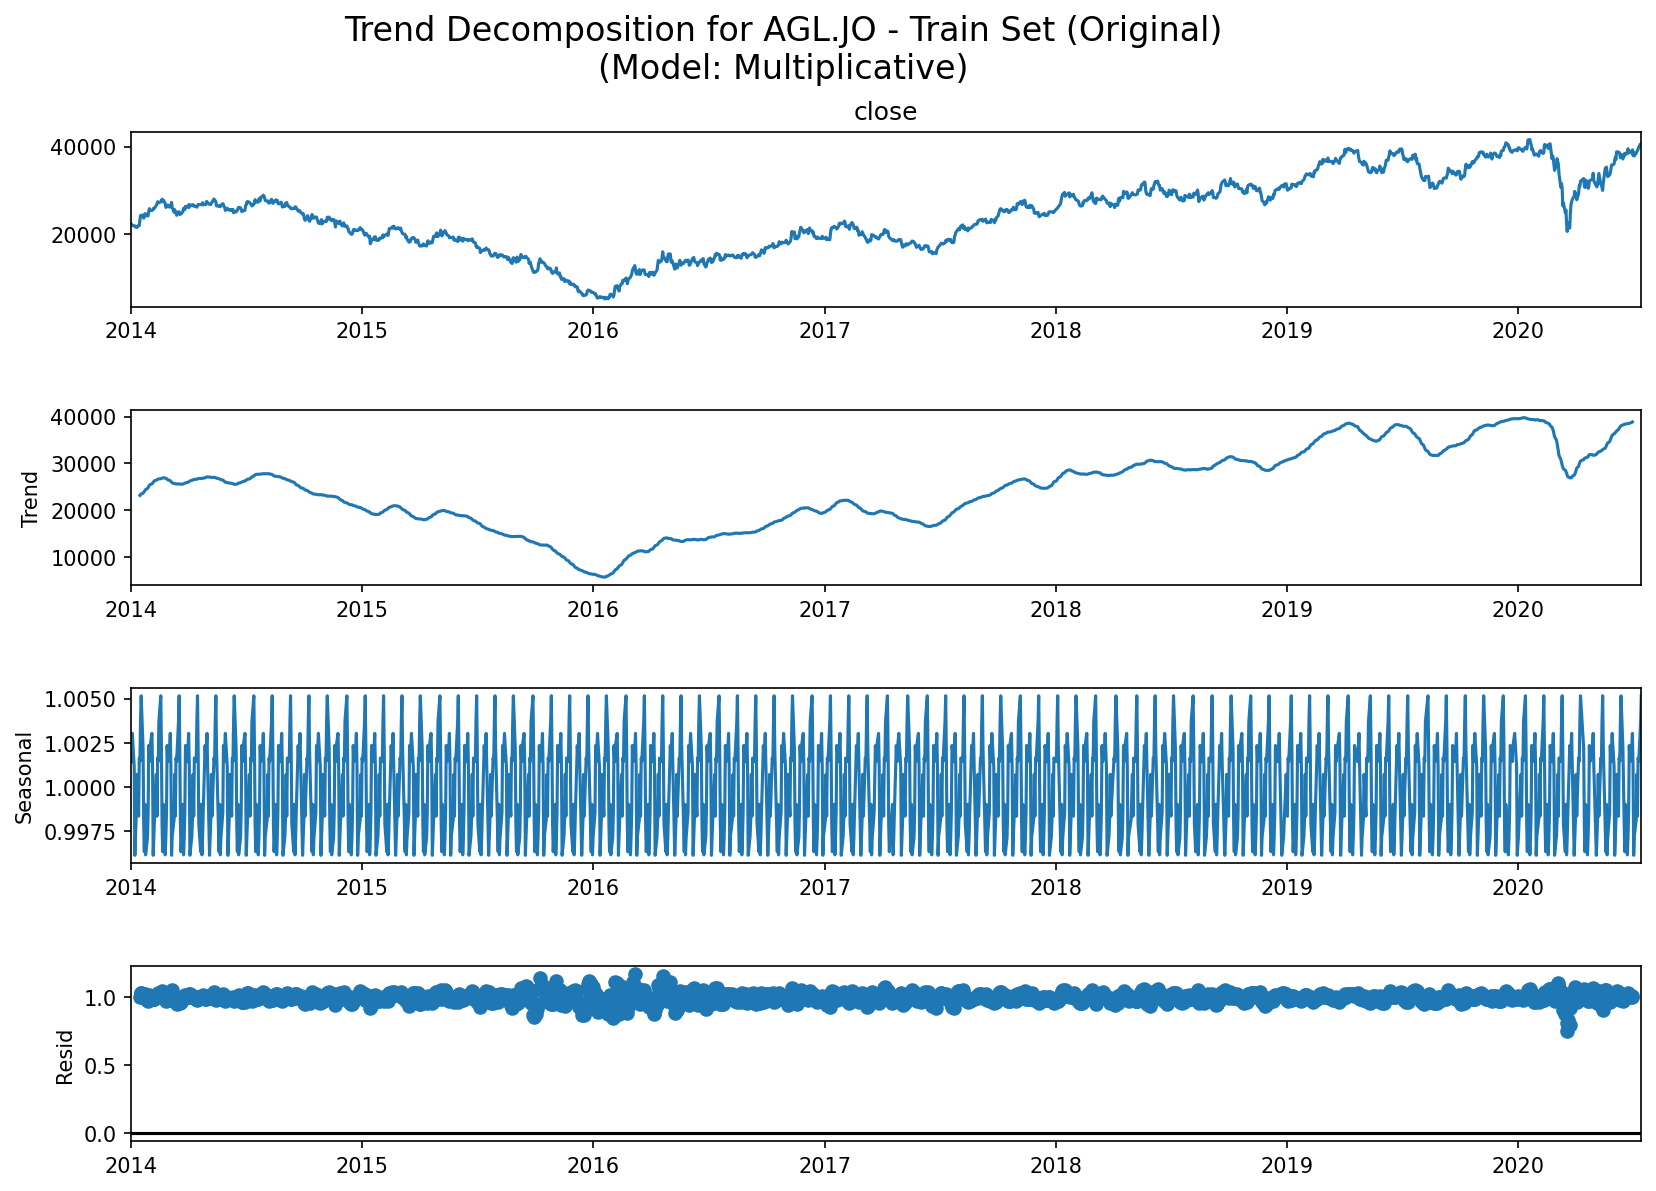 Trend Decomposition for AGL.JO - Train Set (Original)
(Model: Multiplicative)
close
40000
20000
2014 2015 2016 2017 2018 2019 2020
Trend
40000
30000
20000
10000
2014 2015 2016 2017 2018 2019 2020
Seasonal
1.0050
1.0025
1.0000
0.9975
2014 2015 2016 2017 2018 2019 2020
Resid
1.0
0.5
0.0
2014 2015 2016 2017 2018 2019 2020